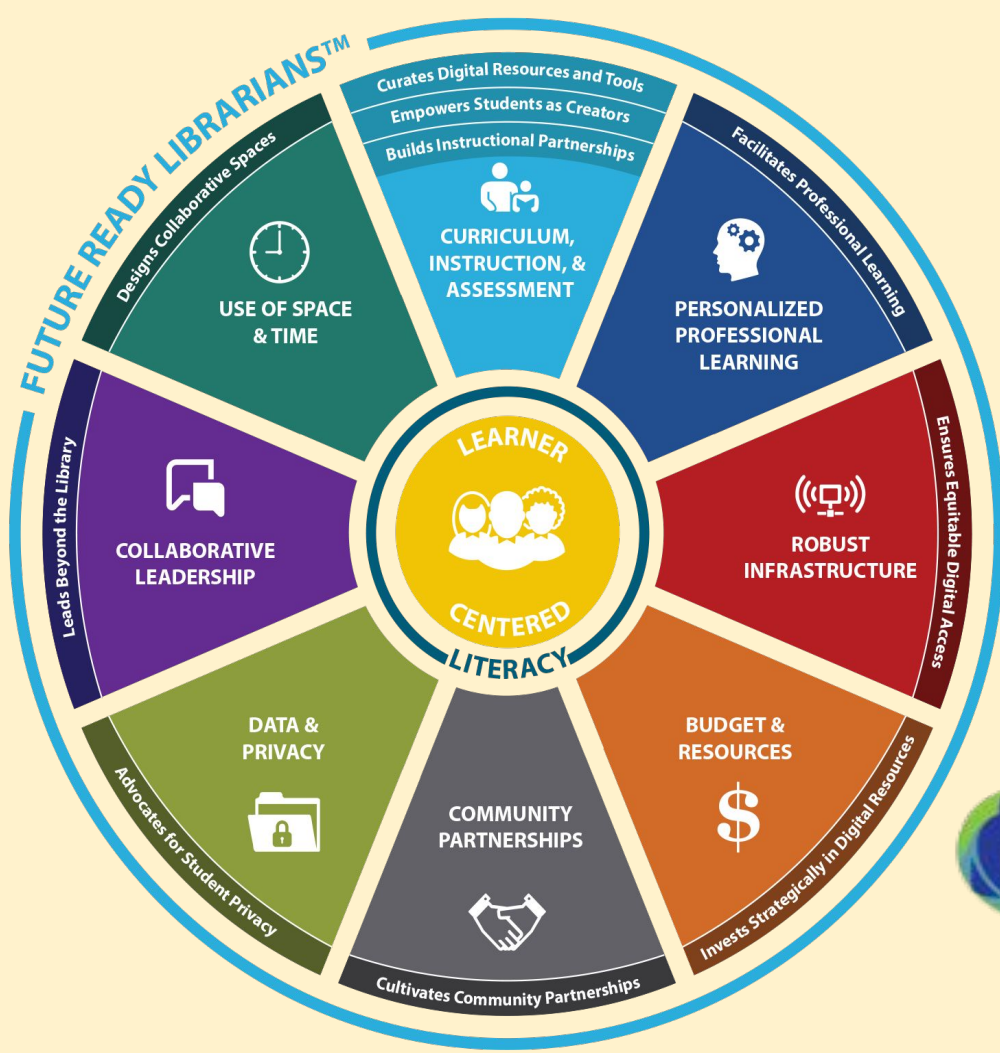 FUTURE READY LIBRARIANS™
Curates Digital Resources and Tools
Empowers Students as Creators
Builds Instructional Partnerships
CURRICULUM,
INSTRUCTION, &
ASSESSMENT
Facilitates Professional Learning
PERSONALIZED
PROFESSIONAL
LEARNING
Ensures Equitable Digital Access
ROBUST
INFRASTRUCTURE
Invests Strategically in Digital Resources
BUDGET &
RESOURCES
$
Cultivates Community Partnerships
COMMUNITY
PARTNERSHIPS
Advocates for Student Privacy
DATA &
PRIVACY
Leads Beyond the Library
COLLABORATIVE
LEADERSHIP
Designs Collaborative Spaces
USE OF SPACE
& TIME
LEARNER
CENTERED
LITERACY